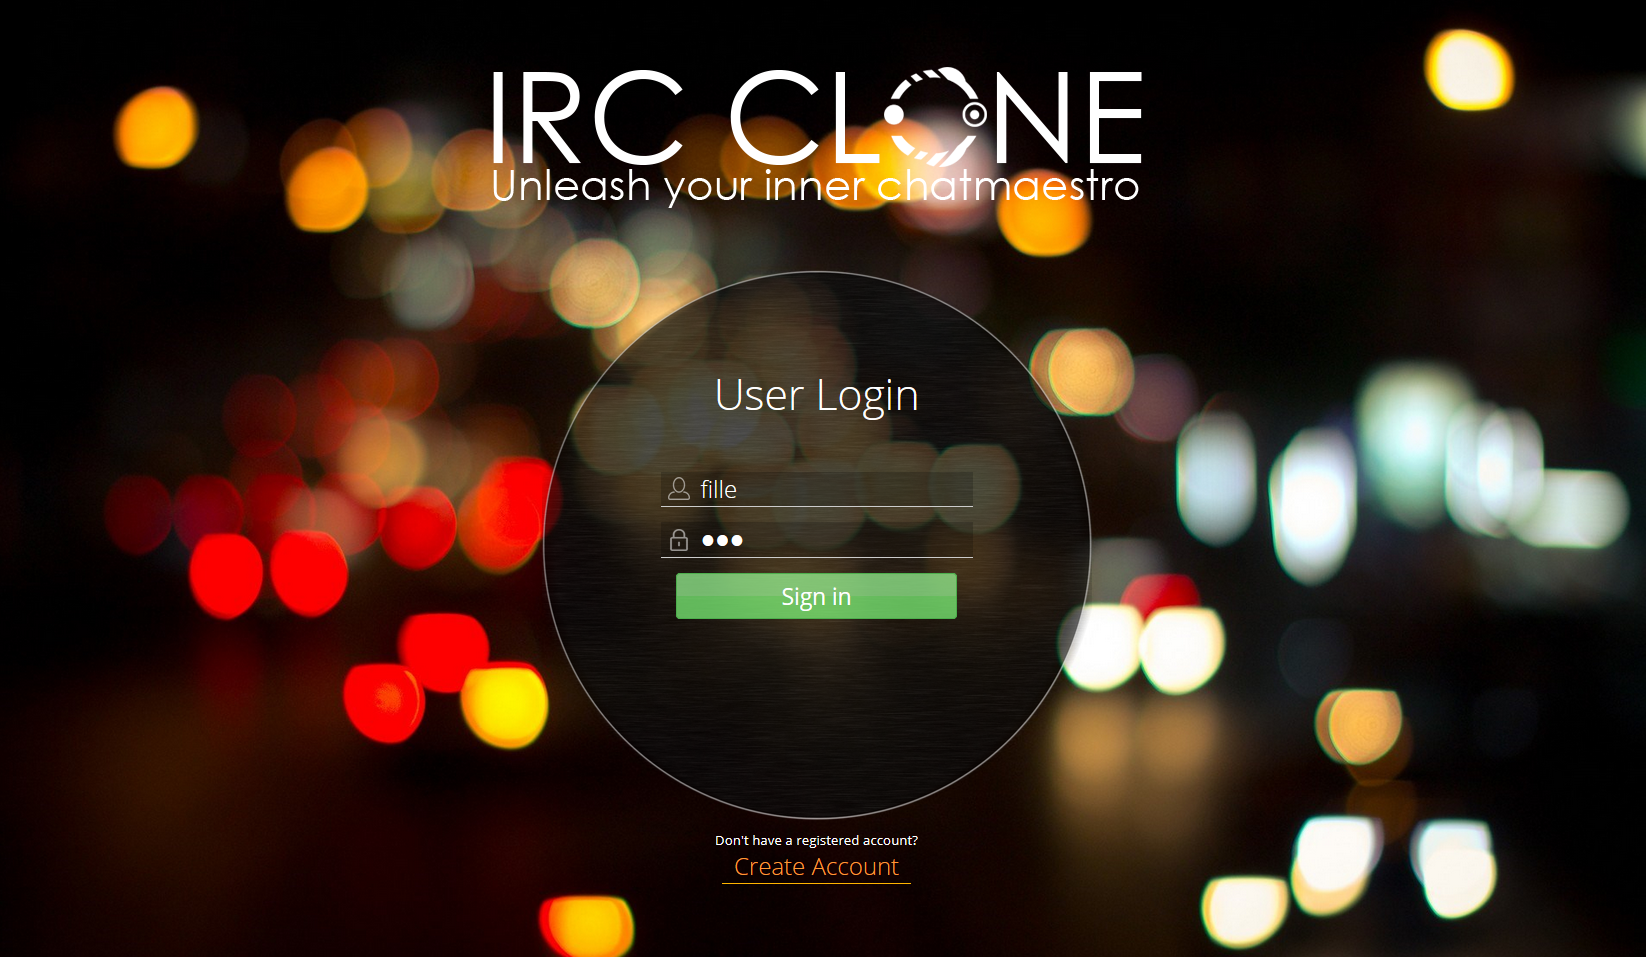 IRC CLONE
Unleash your inner chatmaestro
User Login
fille
●●●
Sign in
Don't have a registered account?
Create Account